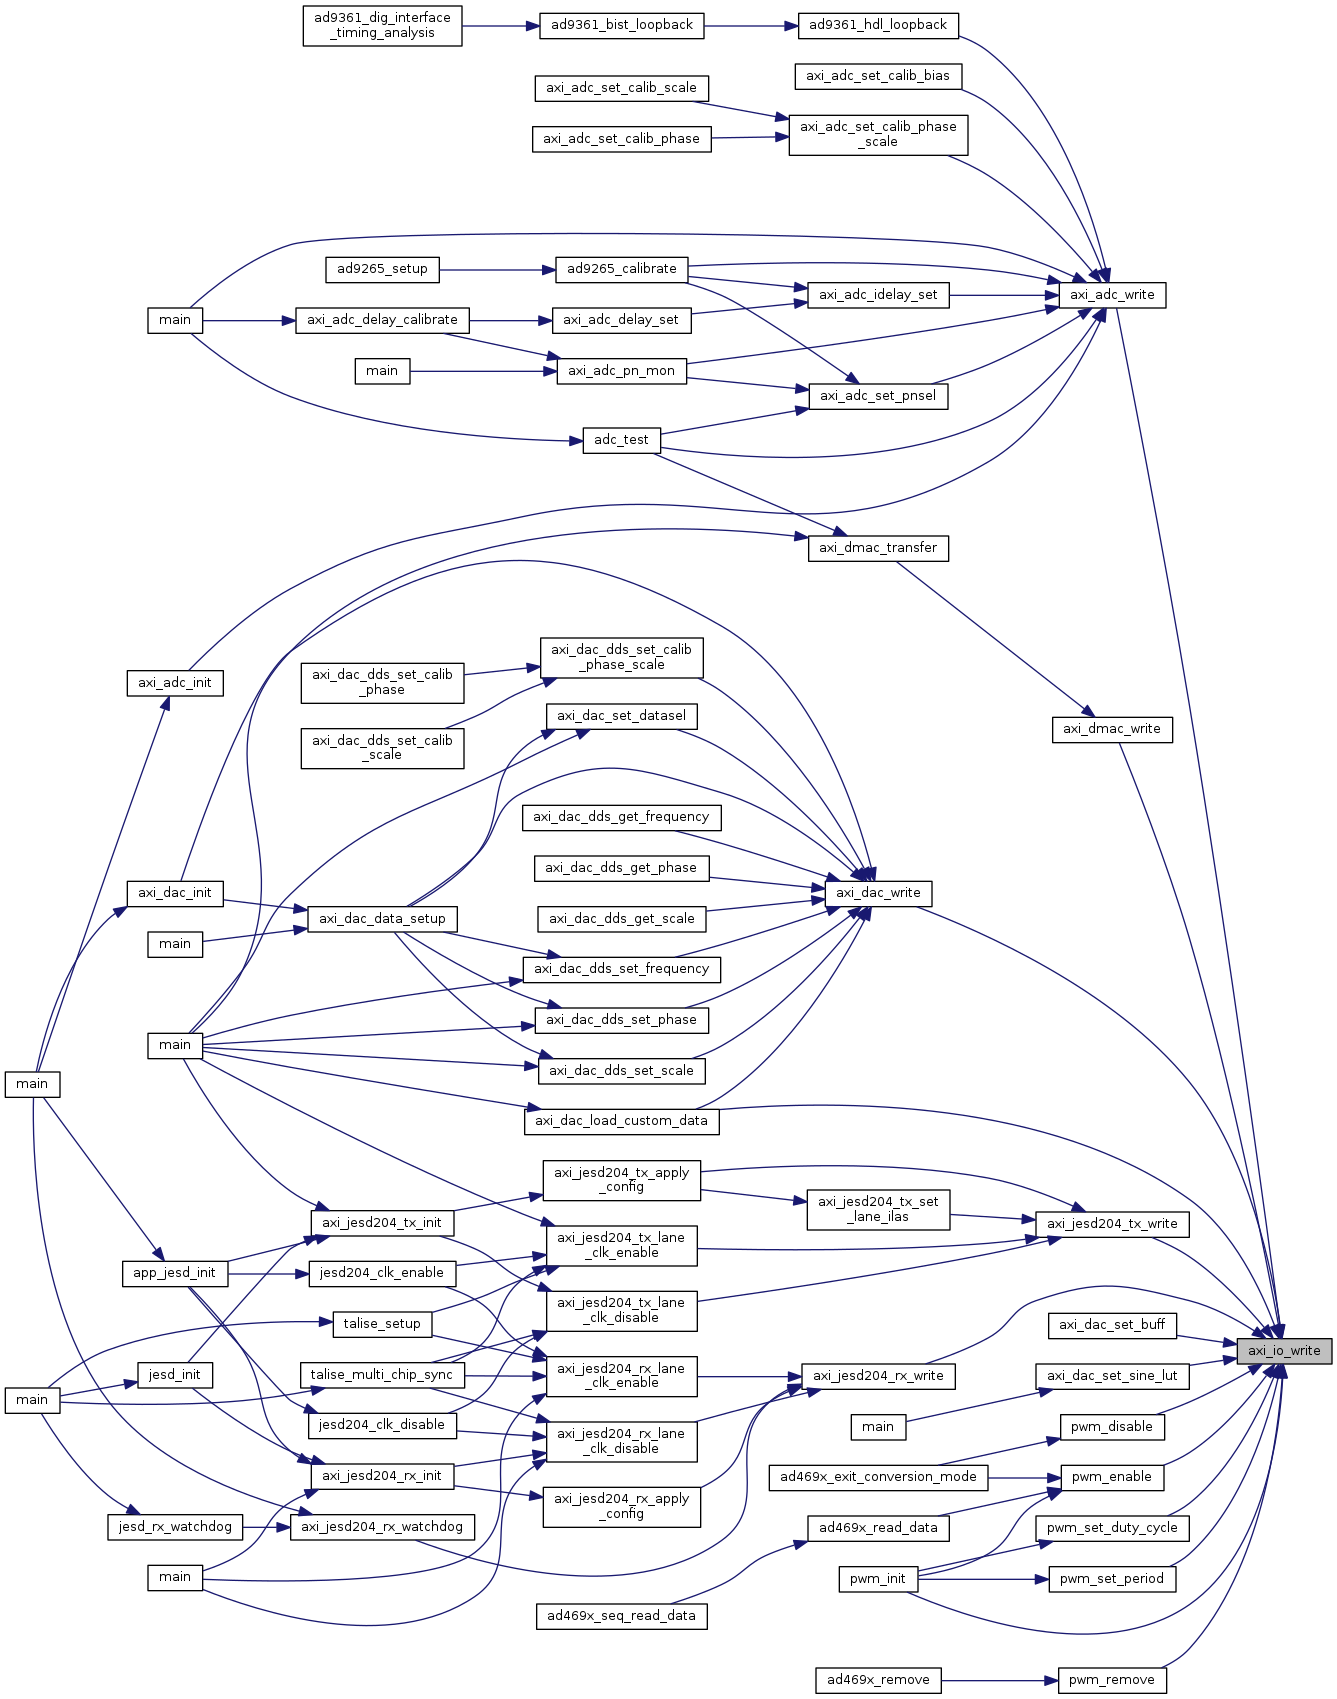 ad9361_dig_interface
_timing_analysis
ad9361_bist_loopback
ad9361_hdl_loopback
axi_adc_set_calib_bias
axi_adc_set_calib_scale
axi_adc_set_calib_phase
_scale
axi_adc_set_calib_phase
ad9265_setup
ad9265_calibrate
axi_adc_idelay_set
axi_adc_write
main
axi_adc_delay_calibrate
axi_adc_delay_set
main
axi_adc_pn_mon
axi_adc_set_pnsel
adc_test
axi_dmac_transfer
axi_adc_init
axi_dac_dds_set_calib
_phase
axi_dac_dds_set_calib
_phase_scale
axi_dac_set_datasel
axi_dmac_write
axi_dac_dds_set_calib
_scale
axi_dac_dds_get_frequency
axi_dac_dds_get_phase
axi_dac_init
axi_dac_write
axi_dac_data_setup
axi_dac_dds_get_scale
main
axi_dac_dds_set_frequency
axi_dac_dds_set_phase
main
axi_dac_dds_set_scale
main
axi_dac_load_custom_data
axi_jesd204_tx_apply
_config
axi_jesd204_tx_set
_lane_ilas
axi_jesd204_tx_init
axi_jesd204_tx_write
axi_jesd204_tx_lane
_clk_enable
app_jesd_init
jesd204_clk_enable
axi_jesd204_tx_lane
_clk_disable
talise_setup
axi_dac_set_buff
axi_io_write
jesd_init
talise_multi_chip_sync
axi_jesd204_rx_lane
_clk_enable
axi_jesd204_rx_write
axi_dac_set_sine_lut
main
jesd204_clk_disable
axi_jesd204_rx_lane
_clk_disable
main
pwm_disable
axi_jesd204_rx_init
ad469x_exit_conversion_mode
pwm_enable
axi_jesd204_rx_apply
_config
jesd_rx_watchdog
axi_jesd204_rx_watchdog
ad469x_read_data
pwm_set_duty_cycle
main
pwm_init
pwm_set_period
ad469x_seq_read_data
ad469x_remove
pwm_remove